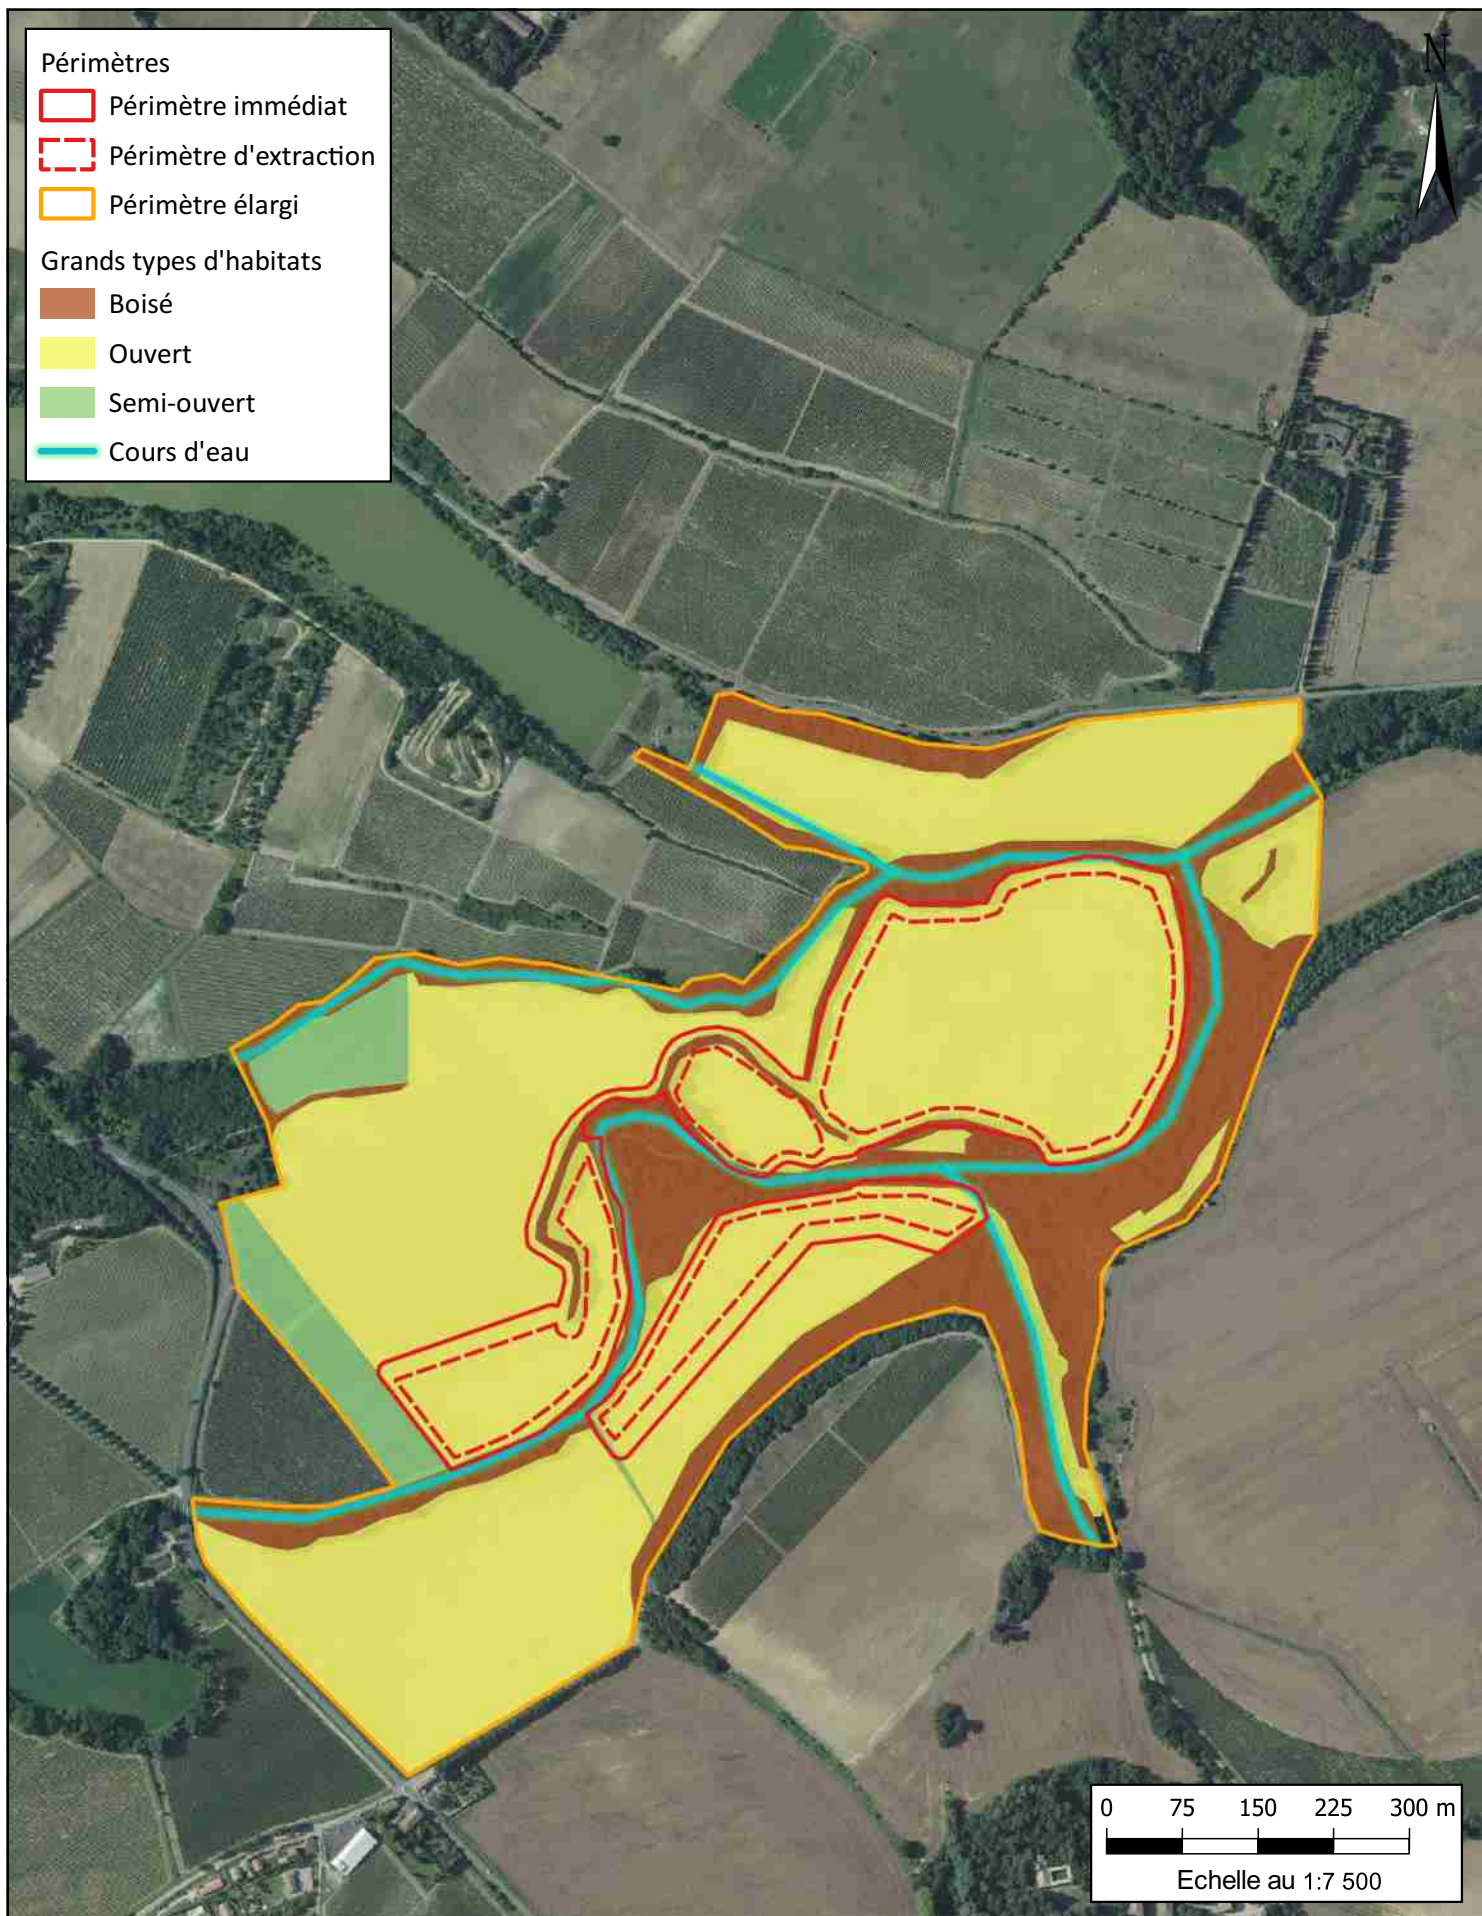 Périmètres
Périmètre immédiat
Périmètre d'extraction
Périmètre élargi
Grands types d'habitats
Boisé
Ouvert
Semi-ouvert
Cours d'eau
N
0 75 150 225 300 m
Echelle au 1:7 500